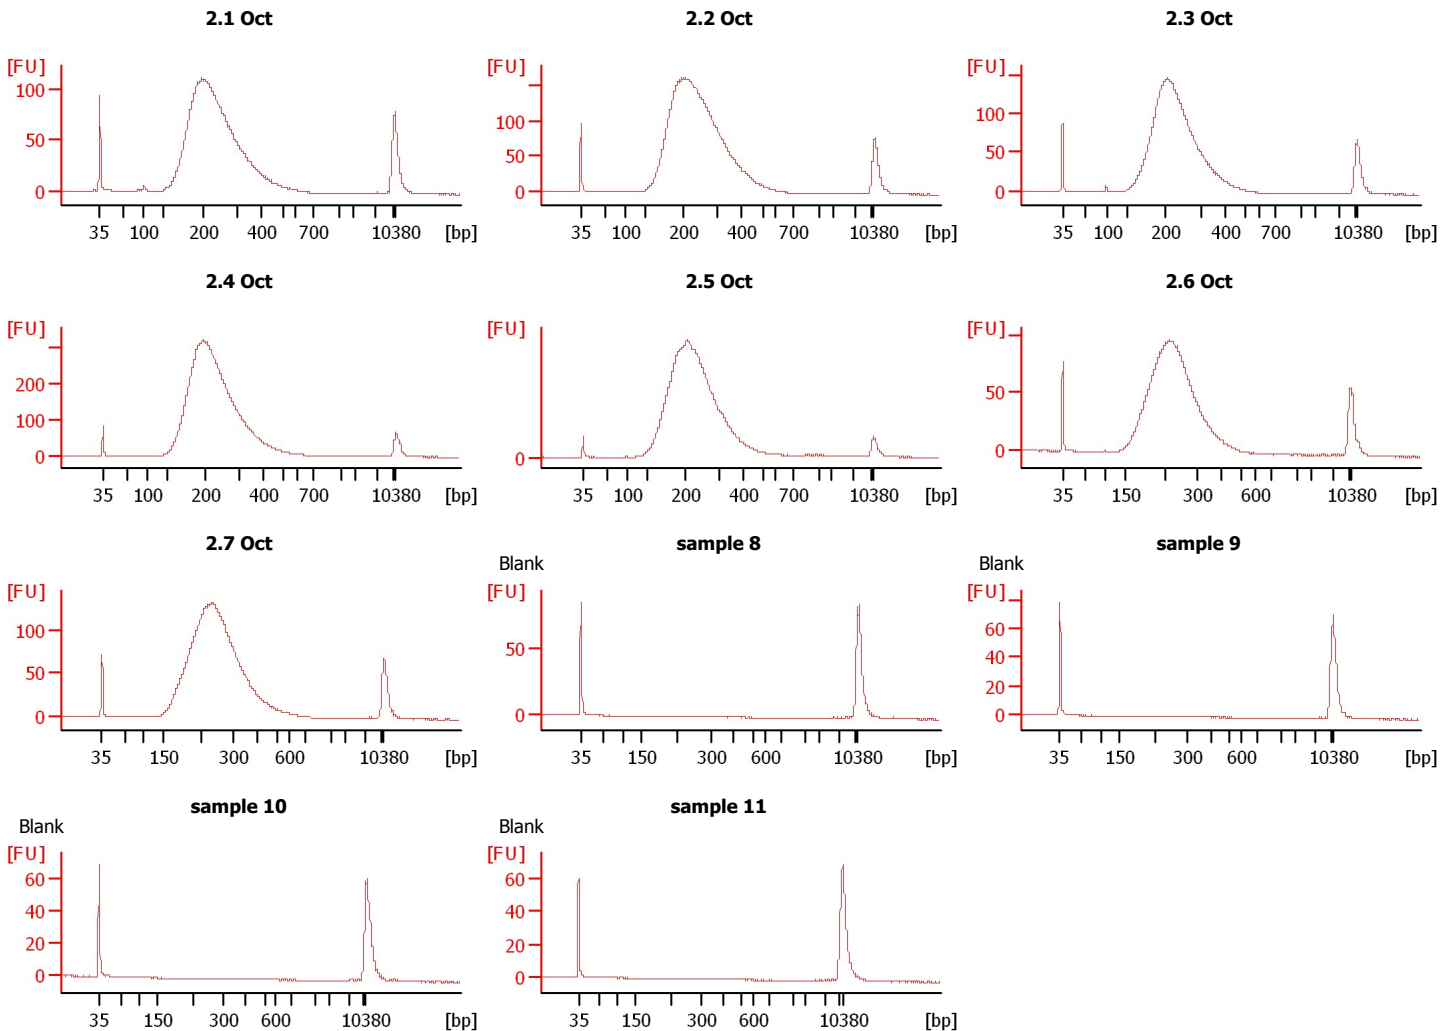 2.1 Oct
[FU]
100
50
0
35 100 200 400 700 10380 [bp]
2.2 Oct
[FU]
100
50
0
35 100 200 400 700 10380 [bp]
2.3 Oct
[FU]
100
50
0
35 100 200 400 700 10380 [bp]
2.4 Oct
[FU]
200
100
0
35 100 200 400 700 10380 [bp]
2.5 Oct
[FU]
0
35 100 200 400 700 10380 [bp]
2.6 Oct
[FU]
50
0
35 150 300 600 10380 [bp]
2.7 Oct
[FU]
100
50
0
35 150 300 600 10380 [bp]
sample 8
Blank
[FU]
50
0
35 150 300 600 10380 [bp]
sample 9
Blank
[FU]
60
40
20
0
35 150 300 600 10380 [bp]
sample 10
Blank
[FU]
60
40
20
0
35 150 300 600 10380 [bp]
sample 11
Blank
[FU]
60
40
20
0
35 150 300 600 10380 [bp]